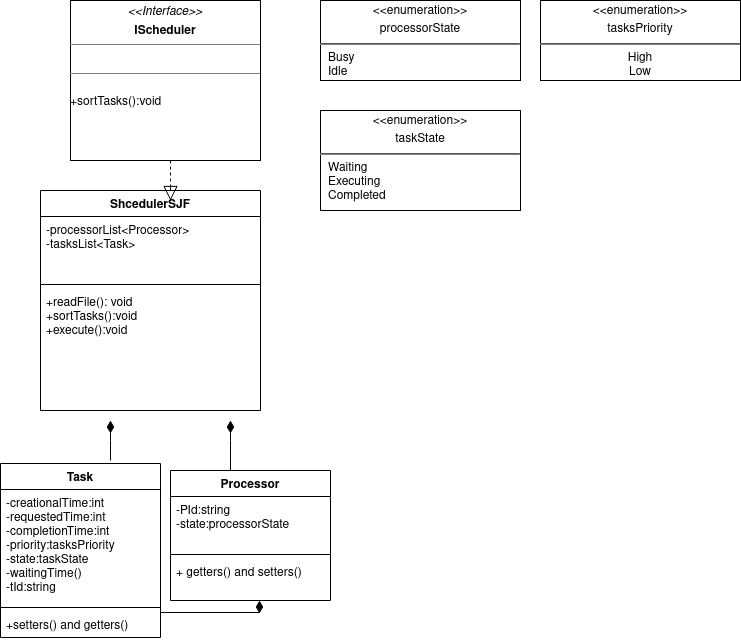 <<Interface>>
IScheduler
+sortTasks():void
<<enumeration>>
processorState
Busy
Idle
<<enumeration>>
tasksPriority
High
Low
<<enumeration>>
taskState
Waiting
Executing
Completed
ShcedulerSJF
-processorList<Processor>
-tasksList<Task>
+readFile(): void
+sortTasks():void
+execute():void
Task
-creationalTime:int
-requestedTime:int
-completionTime:int
-priority:tasksPriority
-state:taskState
-waitingTime()
-tId:string
+setters() and getters()
Processor
-PId:string
-state:processorState
+ getters() and setters()